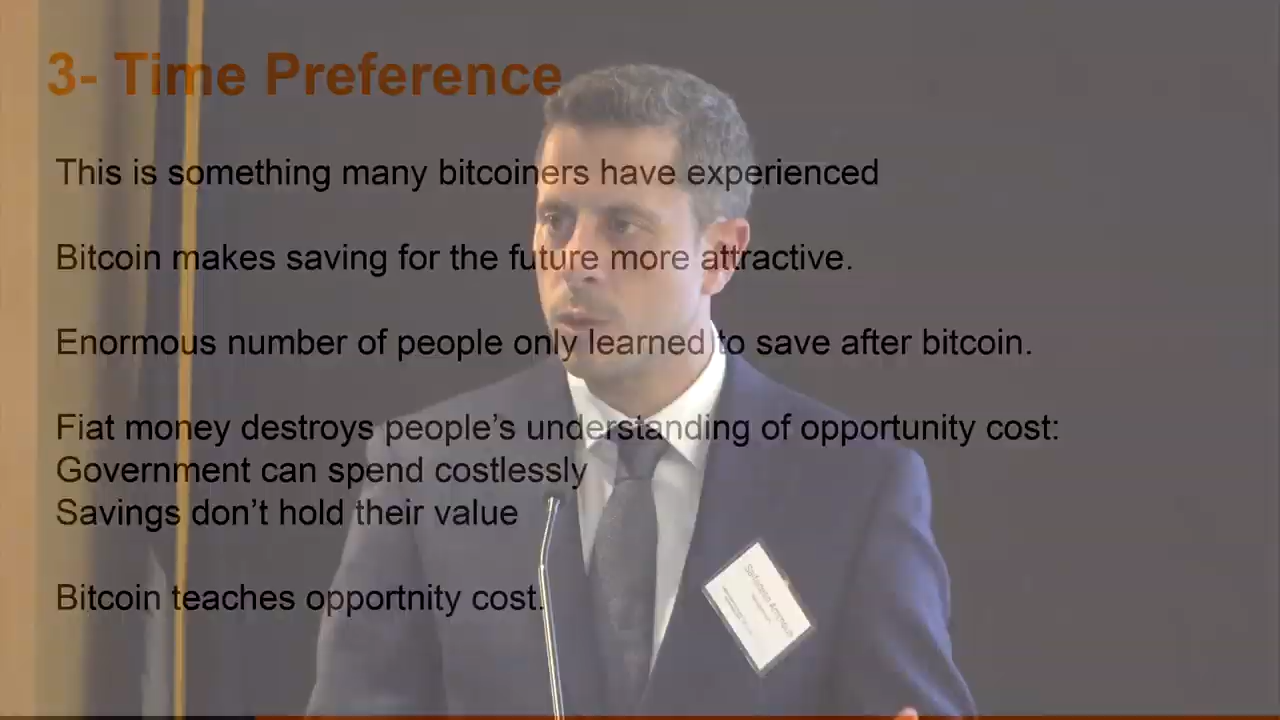 3- Time Preference
This is something many bitcoiners have experienced
Bitcoin makes saving for the future more attractive.
Enormous number of people only learned to save after bitcoin.
Fiat money destroys people’s understanding of opportunity cost:
Government can spend costlessly
Savings don’t hold their value
Bitcoin teaches opportnity cost.
Saifedean Ammous